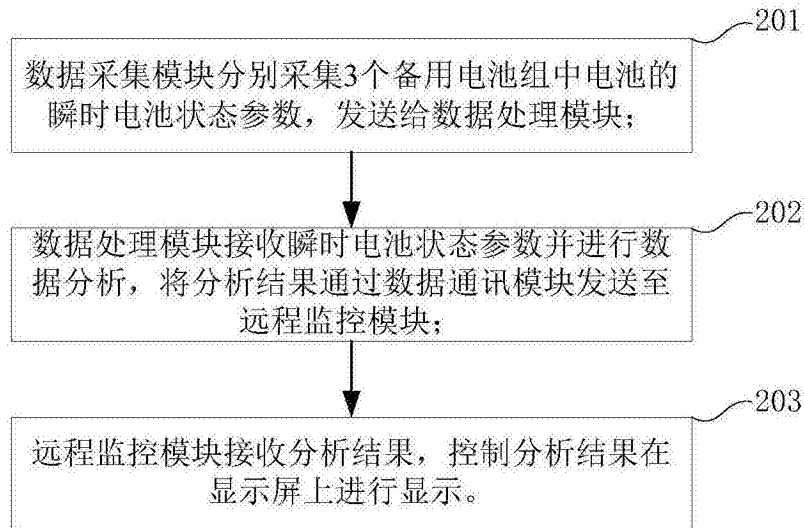 201
数据采集模块分别采集3个备用电池组中电池的
瞬时电池状态参数，发送给数据处理模块；
202
数据处理模块接收瞬时电池状态参数并进行数
据分析，将分析结果通过数据通讯模块发送至
远程监控模块；
203
远程监控模块接收分析结果，控制分析结果在
显示屏上进行显示。